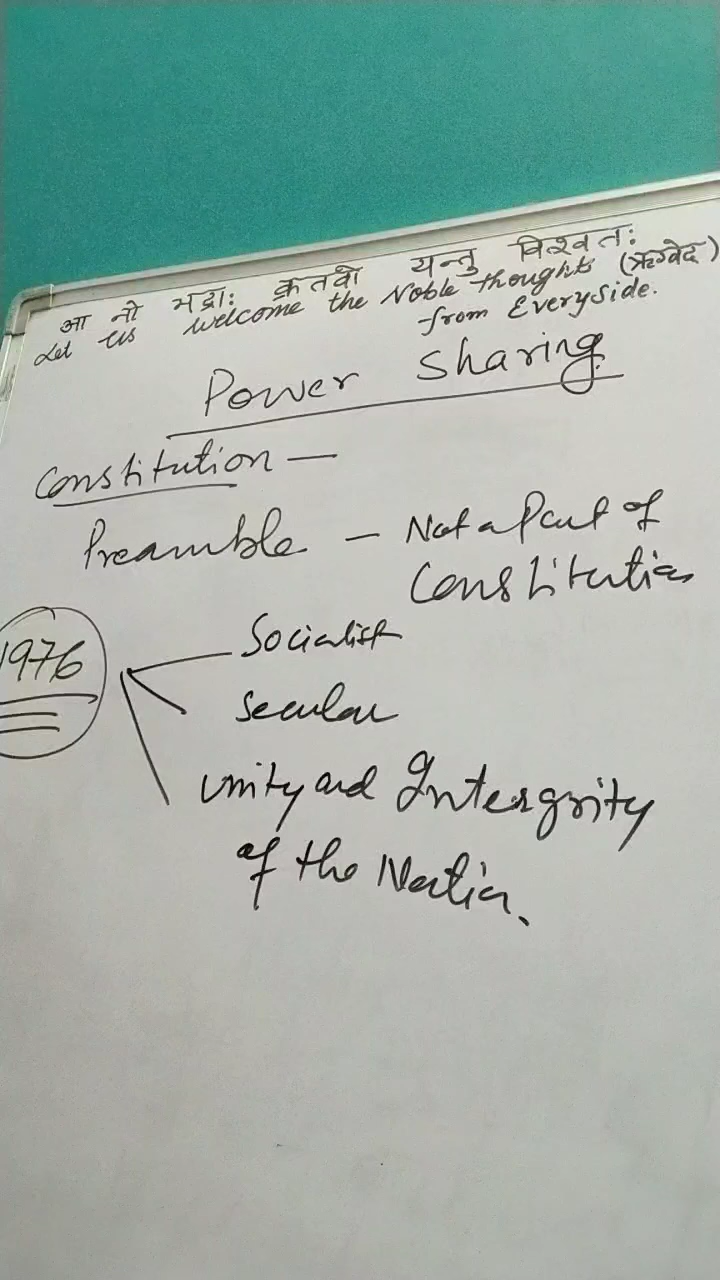 आ नो भद्राः क्रतवो यन्तु विश्वतः (ऋग्वेद)
Let us welcome the Noble thoughts
from Everyside.
Power Sharing
Constitution —
Preamble — Not a Part of
Constitution
1976
Socialist
Secular
Unity and Intergrity
of the Nation.